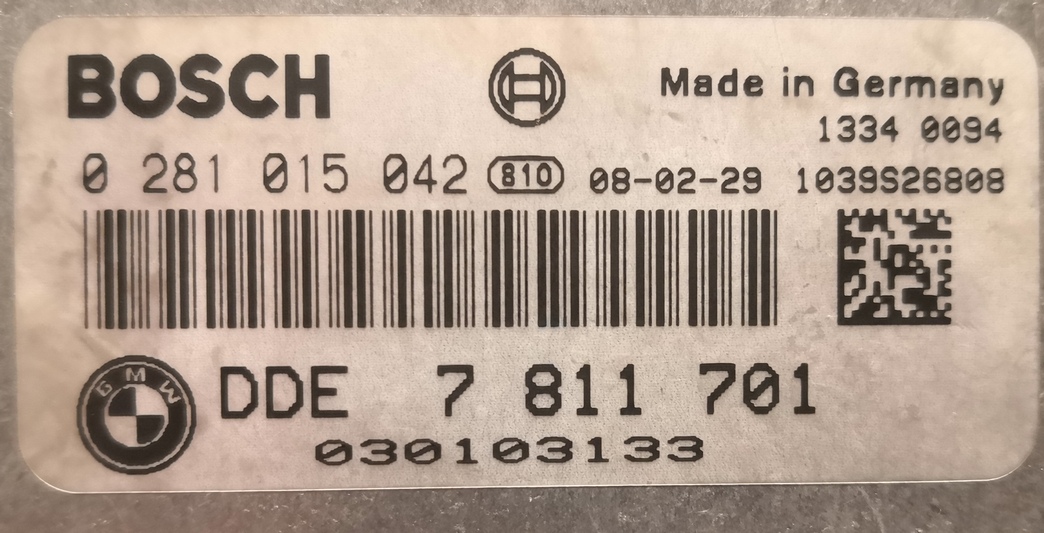 BOSCH
Made in Germany
1334 0094
0 281 015 042 810 08-02-29 1039S26808
BMW DDE 7 811 701
030103133